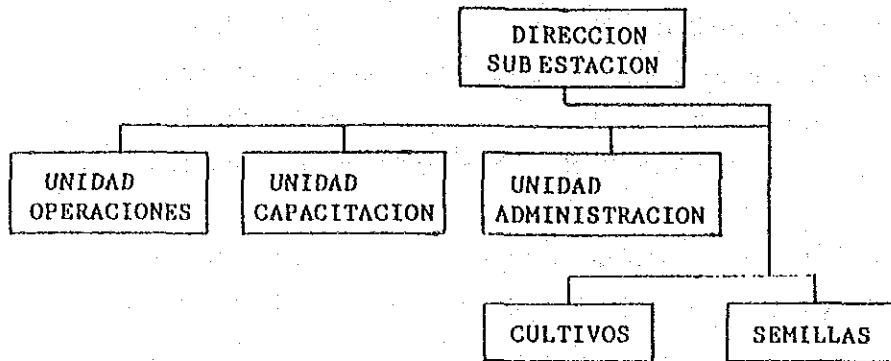 DIRECCION
SUB ESTACION
UNIDAD
OPERACIONES
UNIDAD
CAPACITACION
UNIDAD
ADMINISTRACION
CULTIVOS
SEMILLAS